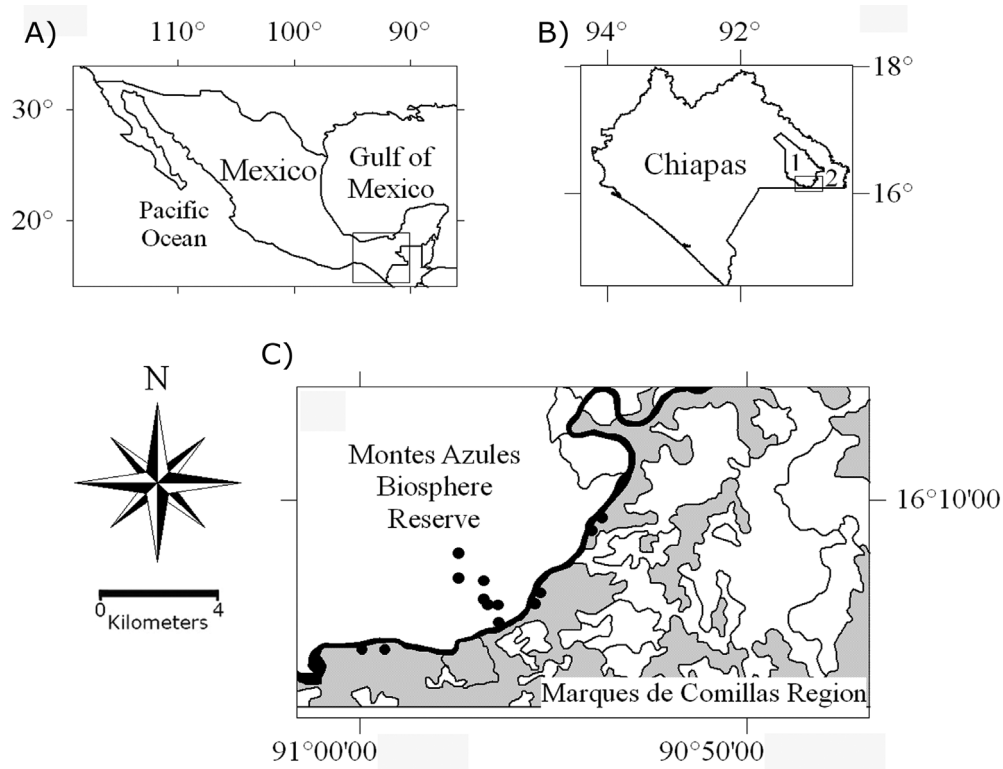 A)
110°
100°
90°
30°
20°
Mexico
Gulf of
Mexico
Pacific
Ocean
B)
94°
92°
18°
16°
Chiapas
1
2
C)
N
0
4
Kilometers
Montes Azules
Biosphere
Reserve
16°10'00
Marques de Comillas Region
91°00'00
90°50'00